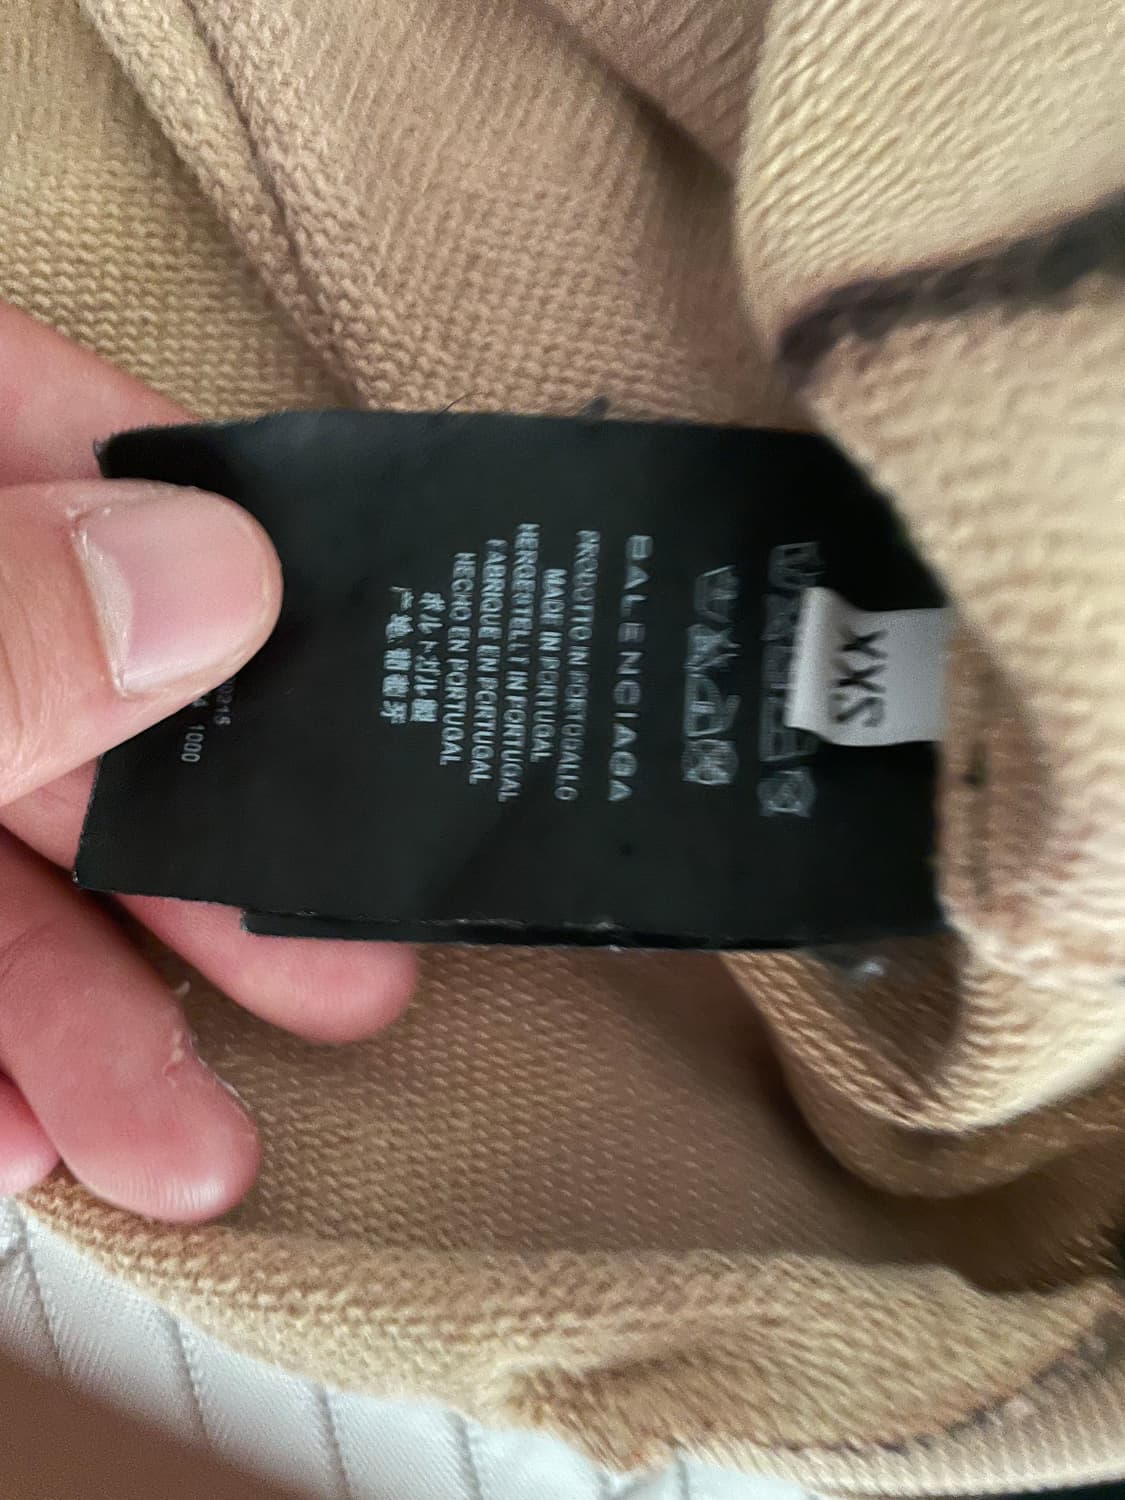 XXS
BALENCIAGA
PRODOTTO IN PORTOGALLO
MADE IN PORTUGAL
HERGESTELLT IN PORTUGAL
FABRIQUE EN PORTUGAL
HECHO EN PORTUGAL
ポルトガル製
产地葡萄牙
1000